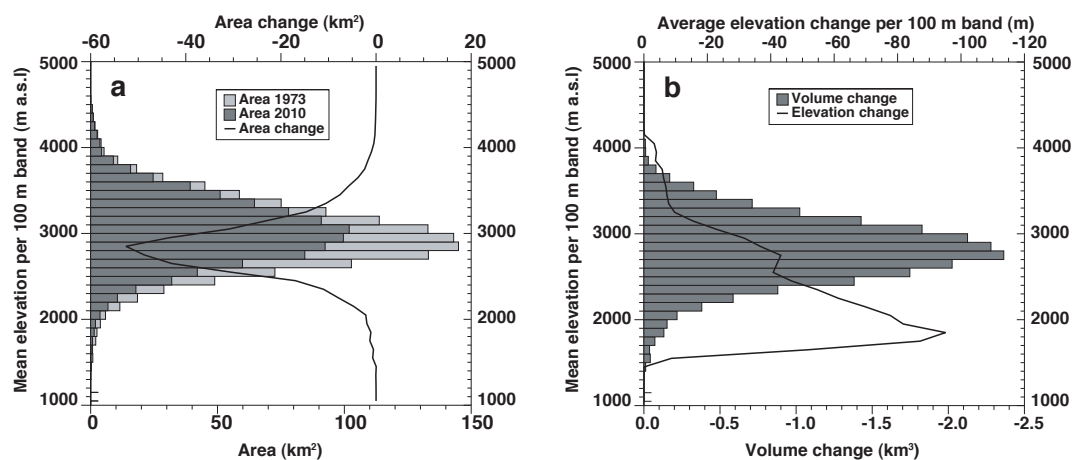 Area change (km²)
-60 -40 -20 0 20
5000 5000
a
Area 1973
Area 2010
Area change
4000 4000
3000 3000
2000 2000
1000 1000
0 50 100 150
Area (km²)
Mean elevation per 100 m band (m a.s.l)
Average elevation change per 100 m band (m)
0 -20 -40 -60 -80 -100 -120
5000 5000
b
Volume change
Elevation change
4000 4000
3000 3000
2000 2000
1000 1000
0.0 -0.5 -1.0 -1.5 -2.0 -2.5
Volume change (km³)
Mean elevation per 100 m band (m a.s.l)